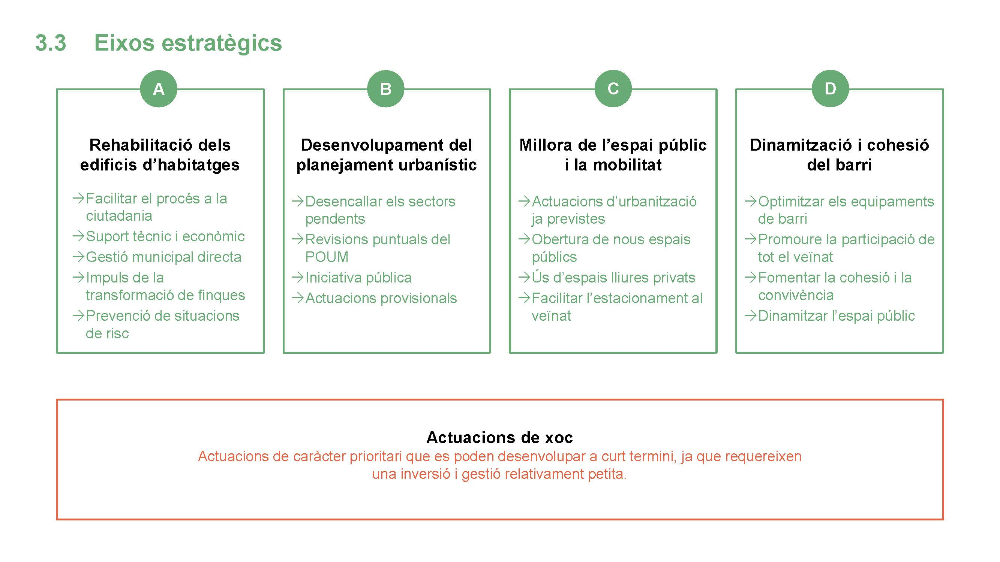 3.3 Eixos estratègics
A
Rehabilitació dels
edificis d’habitatges
→Facilitar el procés a la
ciutadania
→Suport tècnic i econòmic
→Gestió municipal directa
→Impuls de la
transformació de finques
→Prevenció de situacions
de risc
B
Desenvolupament del
planejament urbanístic
→Desencallar els sectors
pendents
→Revisions puntuals del
POUM
→Iniciativa pública
→Actuacions provisionals
C
Millora de l’espai públic
i la mobilitat
→Actuacions d’urbanització
ja previstes
→Obertura de nous espais
públics
→Ús d’espais lliures privats
→Facilitar l’estacionament al
veïnat
D
Dinamització i cohesió
del barri
→Optimitzar els equipaments
de barri
→Promoure la participació de
tot el veïnat
→Fomentar la cohesió i la
convivència
→Dinamitzar l’espai públic
Actuacions de xoc
Actuacions de caràcter prioritari que es poden desenvolupar a curt termini, ja que requereixen
una inversió i gestió relativament petita.